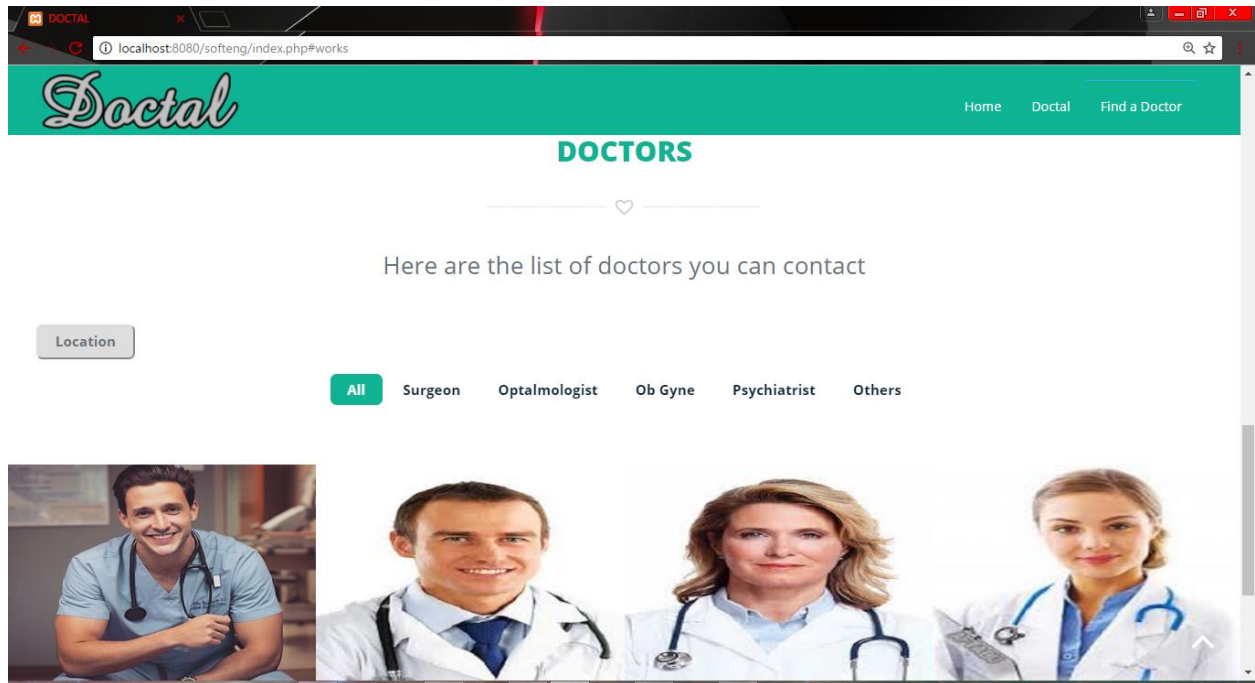 DOCTAL
localhost:8080/softeng/index.php#works
Doctal
Home Doctal Find a Doctor
DOCTORS
Here are the list of doctors you can contact
Location
All Surgeon Optalmologist Ob Gyne Psychiatrist Others